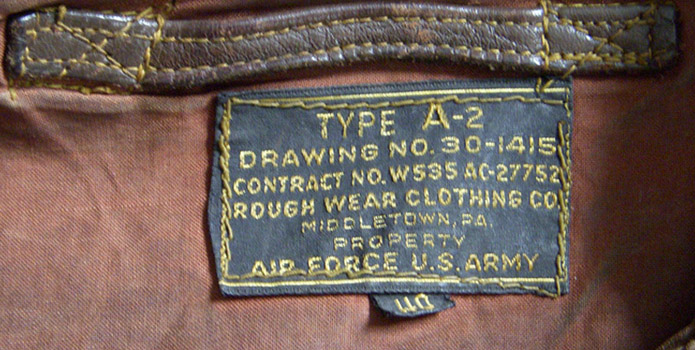 TYPE A-2
DRAWING NO. 30-1415
CONTRACT NO. W535 AC-27752
ROUGH WEAR CLOTHING CO.
MIDDLETOWN, PA.
PROPERTY
AIR FORCE U.S. ARMY
40